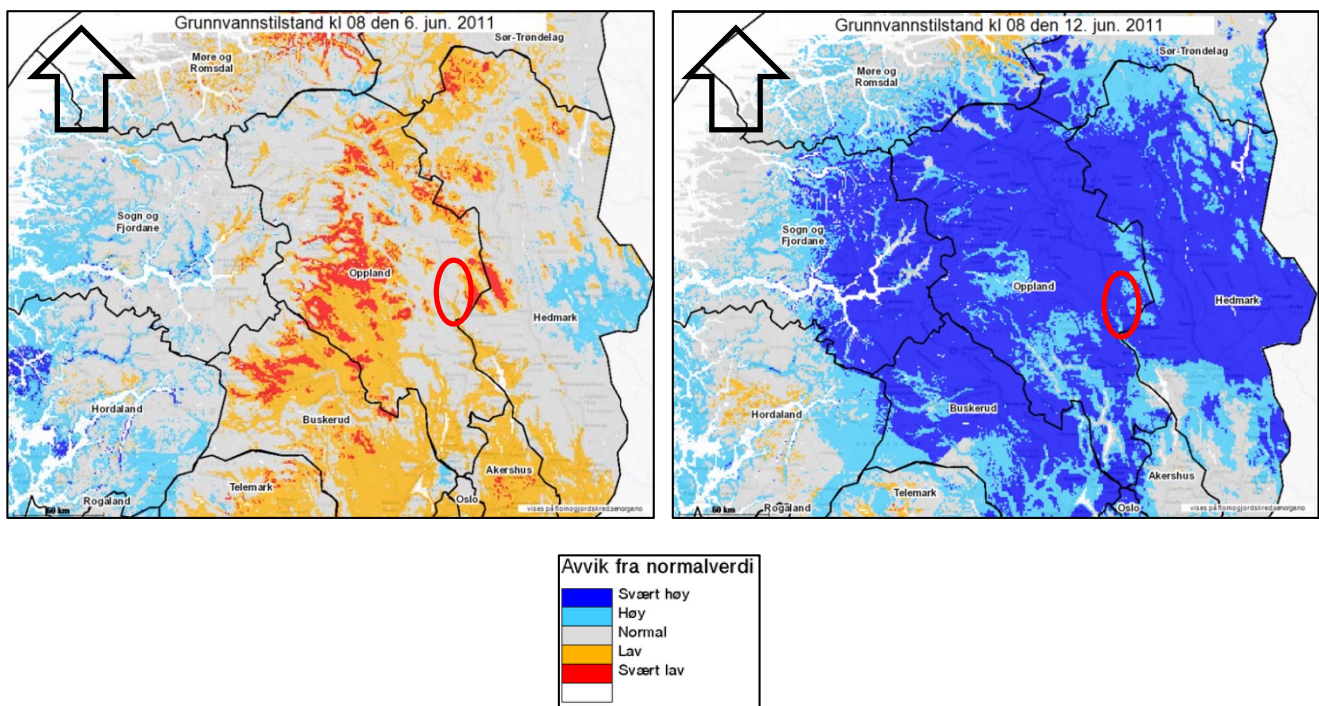 Grunnvannstilstand kl 08 den 6. jun. 2011
Sør-Trøndelag
Møre og
Romsdal
Sogn og
Fjordane
Oppland
Hedmark
Hordaland
Buskerud
Akershus
Telemark
Rogaland
Oslo
60 km
vises på flomogjordskredsenorge.no
Grunnvannstilstand kl 08 den 12. jun. 2011
Sør-Trøndelag
Møre og
Romsdal
Sogn og
Fjordane
Oppland
Hedmark
Hordaland
Buskerud
Akershus
Telemark
Rogaland
Oslo
60 km
vises på flomogjordskredsenorge.no
Avvik fra normalverdi
Svært høy
Høy
Normal
Lav
Svært lav